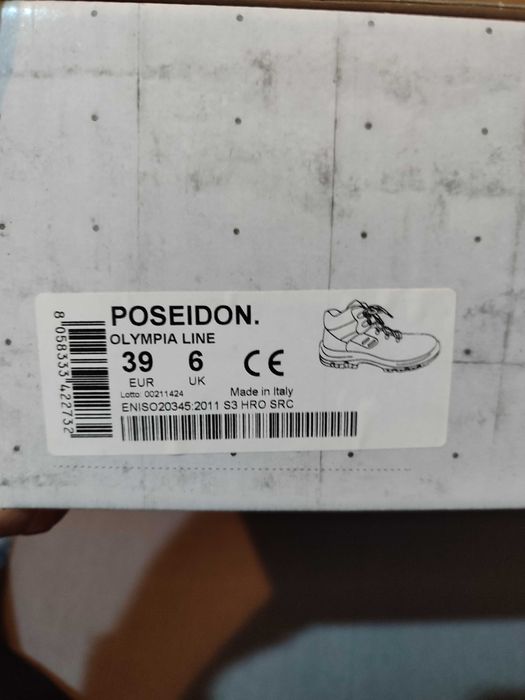 POSEIDON.
OLYMPIA LINE
39 6 CE
EUR UK
Lotto: 00211424 Made in Italy
ENISO20345:2011 S3 HRO SRC
8 058333 422732